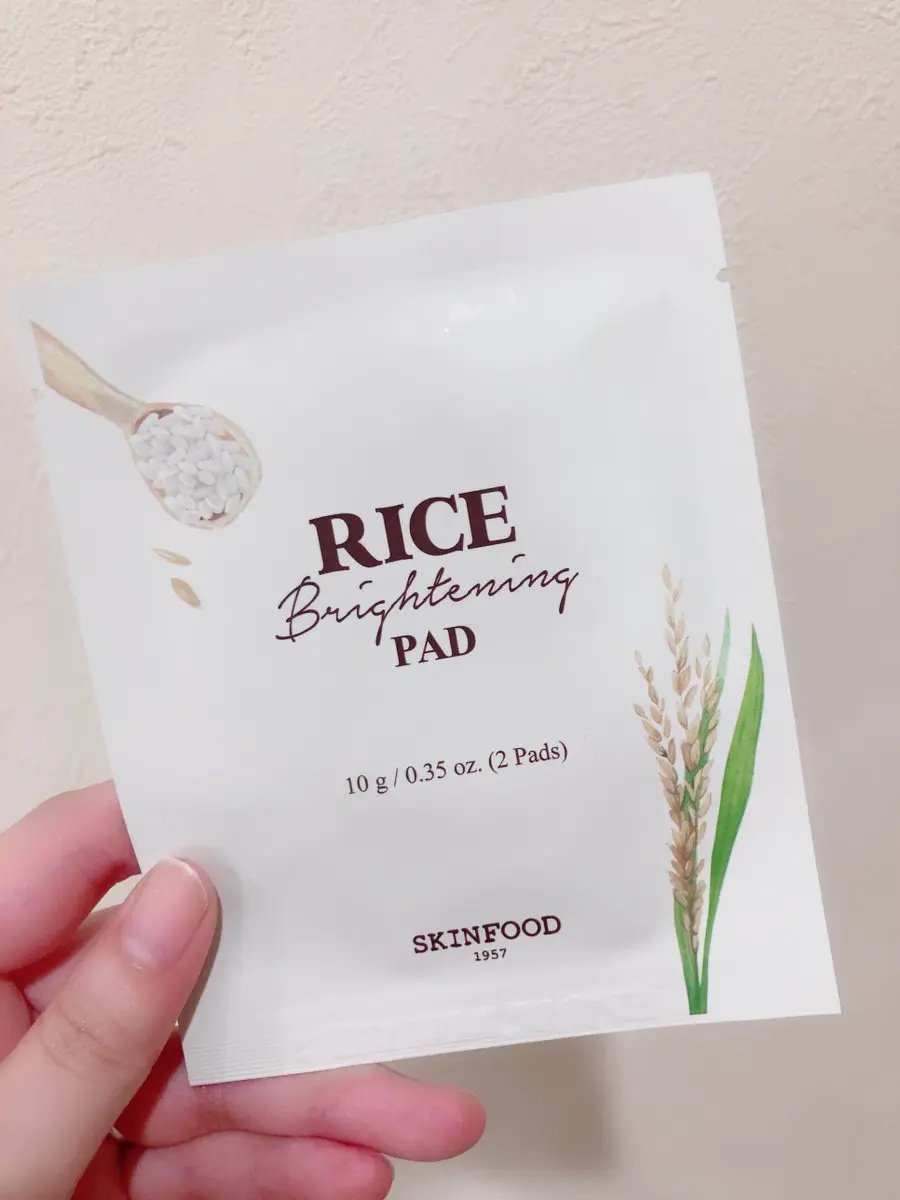 RICE
Brightening
PAD
10 g / 0.35 oz. (2 Pads)
SKINFOOD
1957